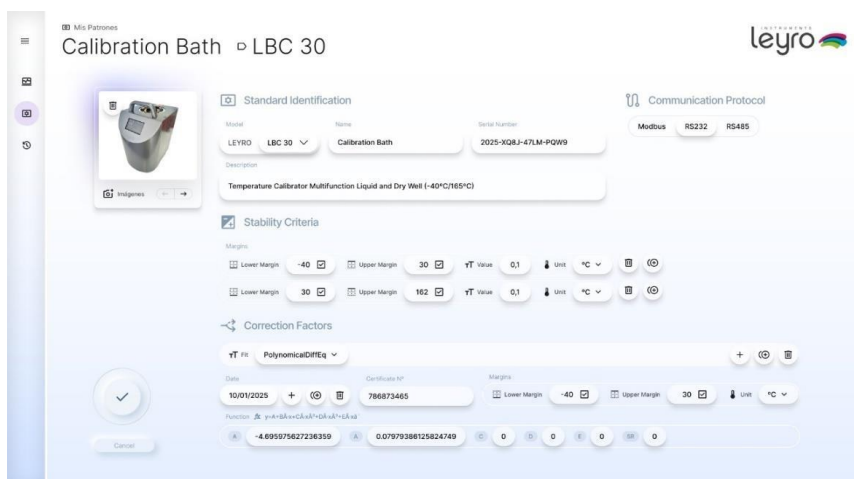 Mis Patrones
Calibration Bath LBC 30
INSTRUMENTS
leyro
Standard Identification
Communication Protocol
Model
Name
Serial Number
LEYRO LBC 30
Calibration Bath
2025-XQ8J-47LM-PQW9
Modbus RS232 RS485
Description
Temperature Calibrator Multifunction Liquid and Dry Well (-40ºC/165ºC)
Imágenes
Stability Criteria
Margins
Lower Margin -40 Upper Margin 30 Value 0,1 Unit ºC
Lower Margin 30 Upper Margin 162 Value 0,1 Unit ºC
Correction Factors
Fit PolynomicalDiffEq
Date
Certificate Nº
Margins
10/01/2025
786873465
Lower Margin -40 Upper Margin 30 Unit ºC
Function
A -4.695975627236359 A 0.07979386125824749 C 0 D 0 E 0 0
Cancel